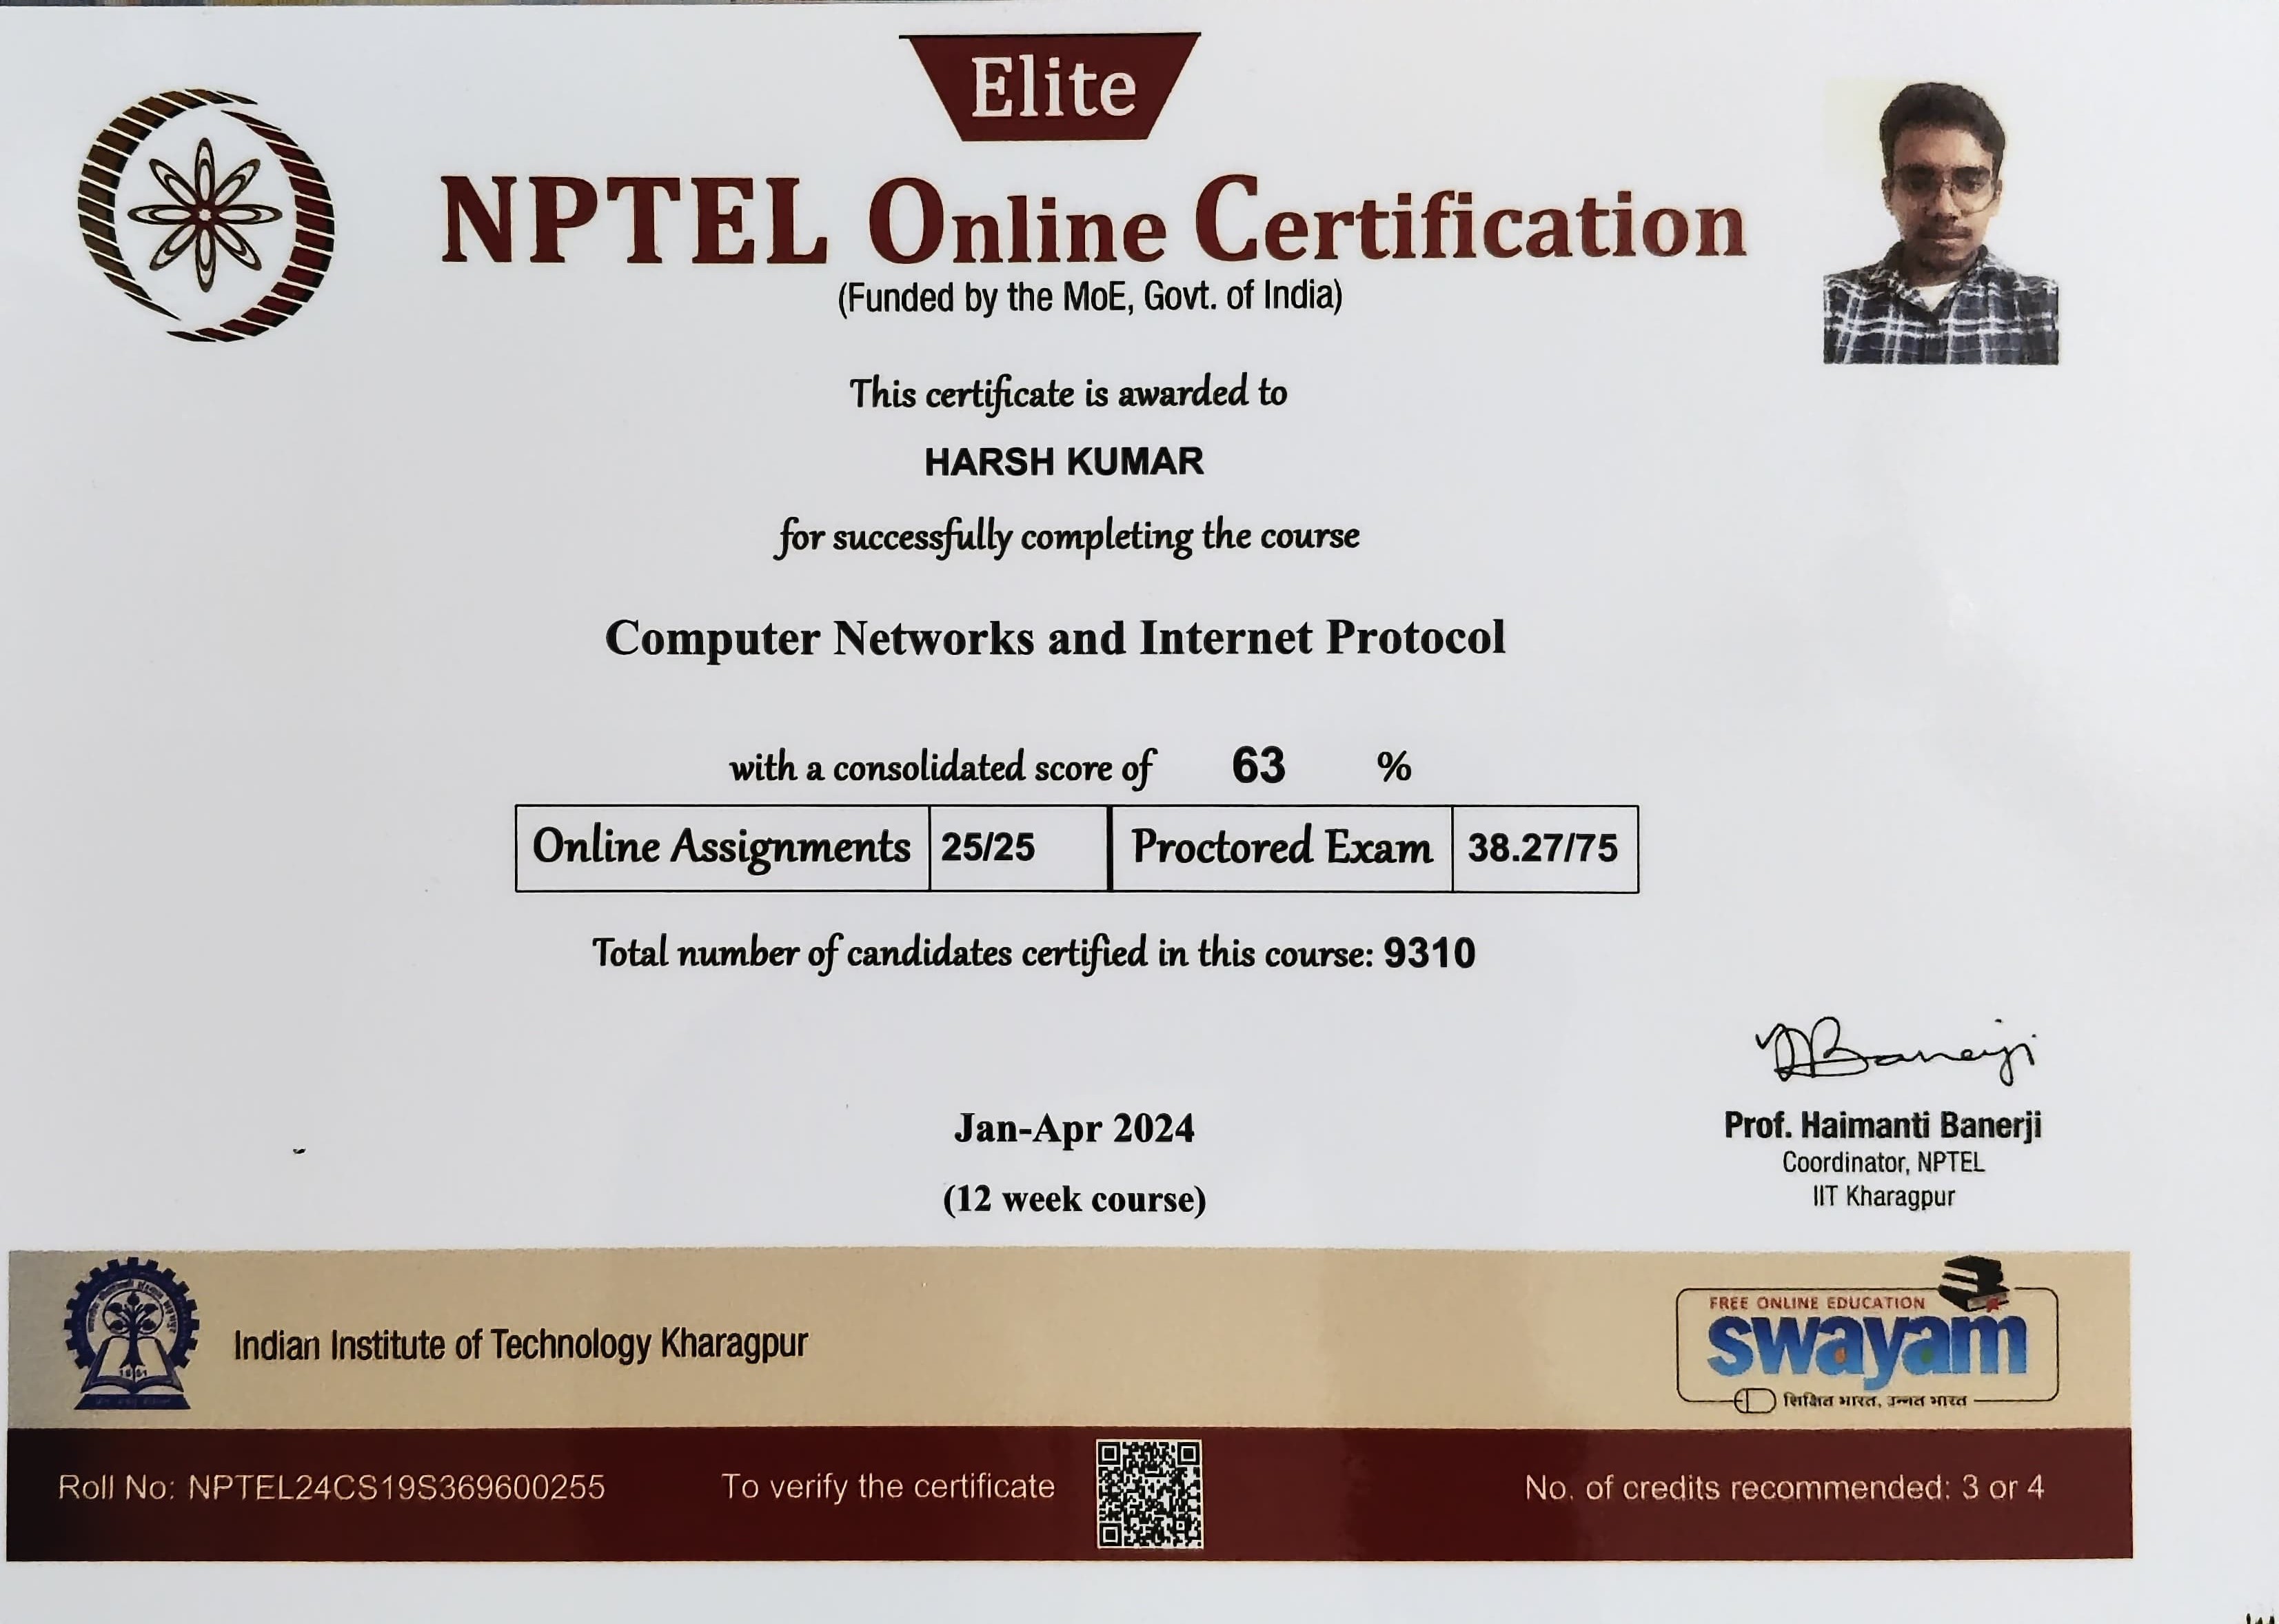 Elite
NPTEL Online Certification
(Funded by the MoE, Govt. of India)
This certificate is awarded to
HARSH KUMAR
for successfully completing the course
Computer Networks and Internet Protocol
with a consolidated score of 63 %
Online Assignments 25/25 Proctored Exam 38.27/75
Total number of candidates certified in this course: 9310
Banerji
Jan-Apr 2024
(12 week course)
Prof. Haimanti Banerji
Coordinator, NPTEL
IIT Kharagpur
1951
Indian Institute of Technology Kharagpur
FREE ONLINE EDUCATION
swayam
शिक्षित भारत, उन्नत भारत
Roll No: NPTEL24CS19S369600255
To verify the certificate
No. of credits recommended: 3 or 4